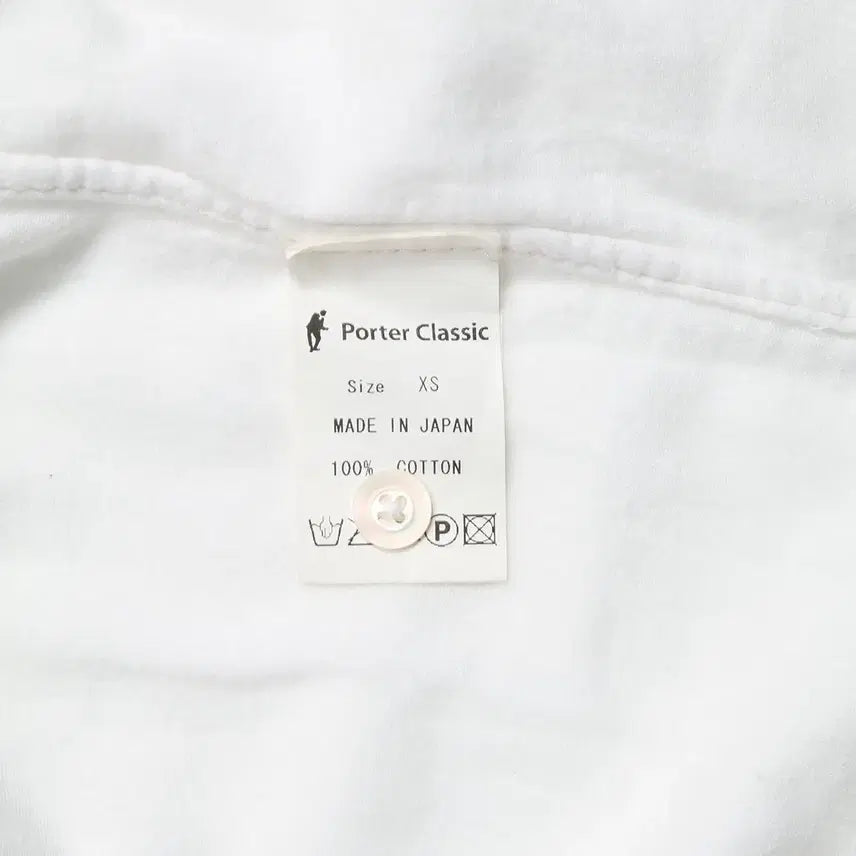 Porter Classic
Size XS
MADE IN JAPAN
100% COTTON
P